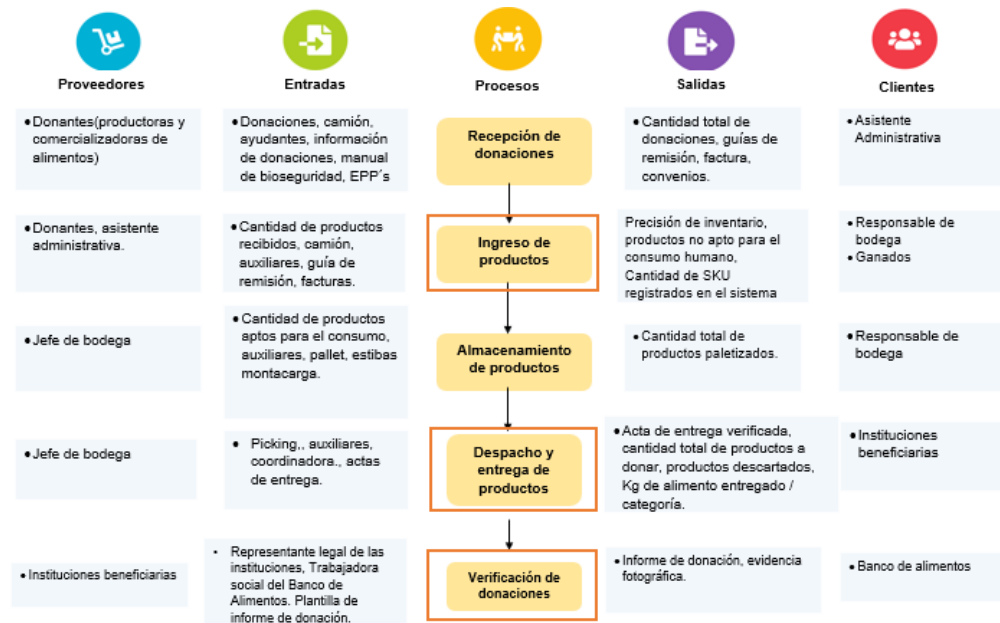 Proveedores
Entradas
Procesos
Salidas
Clientes
•Donantes(productoras y
comercializadoras de
alimentos)
•Donaciones, camión,
ayudantes, información
de donaciones, manual
de bioseguridad, EPP´s
Recepción de
donaciones
•Cantidad total de
donaciones, guías de
remisión, factura,
convenios.
•Asistente
Administrativa
•Donantes, asistente
administrativa.
•Cantidad de productos
recibidos, camión,
auxiliares, guía de
remisión, facturas.
Ingreso de
productos
Precisión de inventario,
productos no apto para el
consumo humano,
Cantidad de SKU
registrados en el sistema
•Responsable de
bodega
•Ganados
•Jefe de bodega
•Cantidad de productos
aptos para el consumo,
auxiliares, pallet, estibas
montacarga.
Almacenamiento
de productos
•Cantidad total de
productos paletizados.
•Responsable de
bodega
•Jefe de bodega
• Picking,, auxiliares,
coordinadora., actas
de entrega.
Despacho y
entrega de
productos
•Acta de entrega verificada,
cantidad total de productos a
donar, productos descartados,
Kg de alimento entregado /
categoría.
•Instituciones
beneficiarias
•Instituciones beneficiarias
• Representante legal de las
instituciones, Trabajadora
social del Banco de
Alimentos. Plantilla de
informe de donación.
Verificación de
donaciones
•Informe de donación, evidencia
fotográfica.
•Banco de alimentos